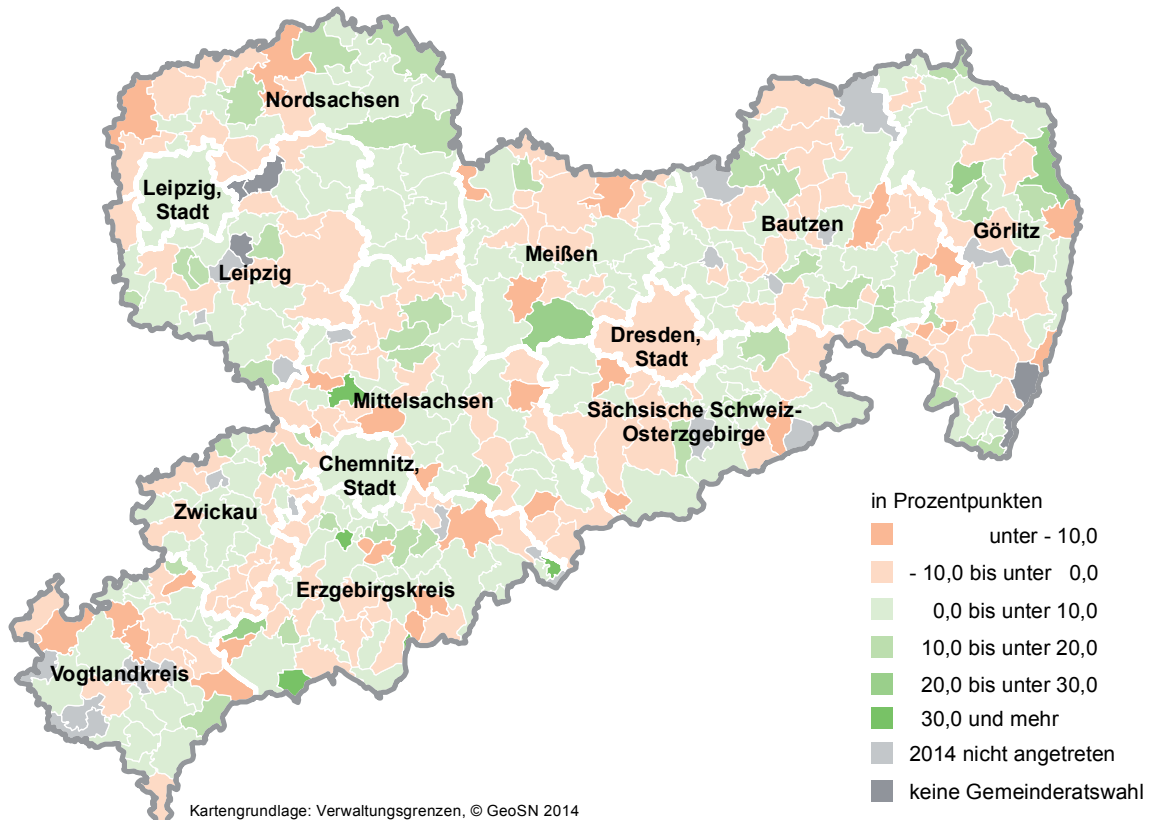 Nordsachsen
Leipzig,
Stadt
Leipzig
Meißen
Bautzen
Görlitz
Dresden,
Stadt
Mittelsachsen
Sächsische Schweiz-
Osterzgebirge
Chemnitz,
Stadt
Zwickau
Erzgebirgskreis
Vogtlandkreis
in Prozentpunkten
unter - 10,0
- 10,0 bis unter 0,0
0,0 bis unter 10,0
10,0 bis unter 20,0
20,0 bis unter 30,0
30,0 und mehr
2014 nicht angetreten
keine Gemeinderatswahl
Kartengrundlage: Verwaltungsgrenzen, © GeoSN 2014